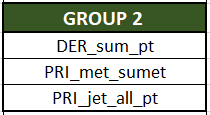 GROUP 2
DER_sum_pt
PRI_met_sumet
PRI_jet_all_pt